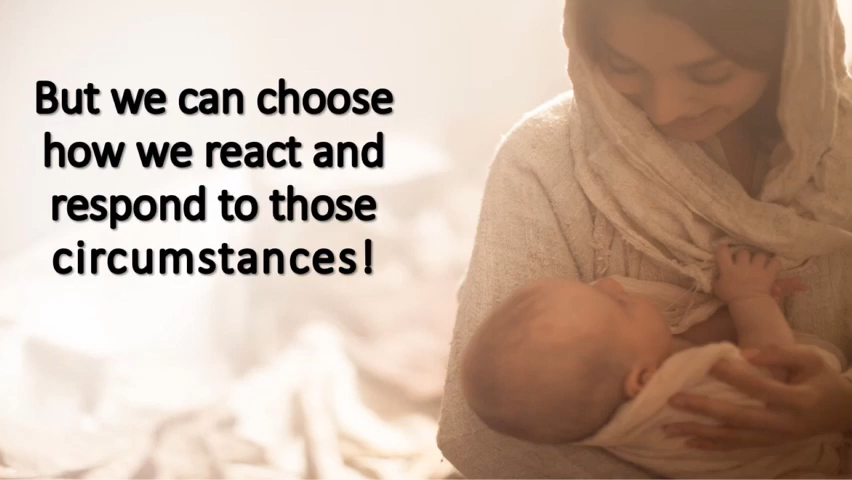 But we can choose
how we react and
respond to those
circumstances!